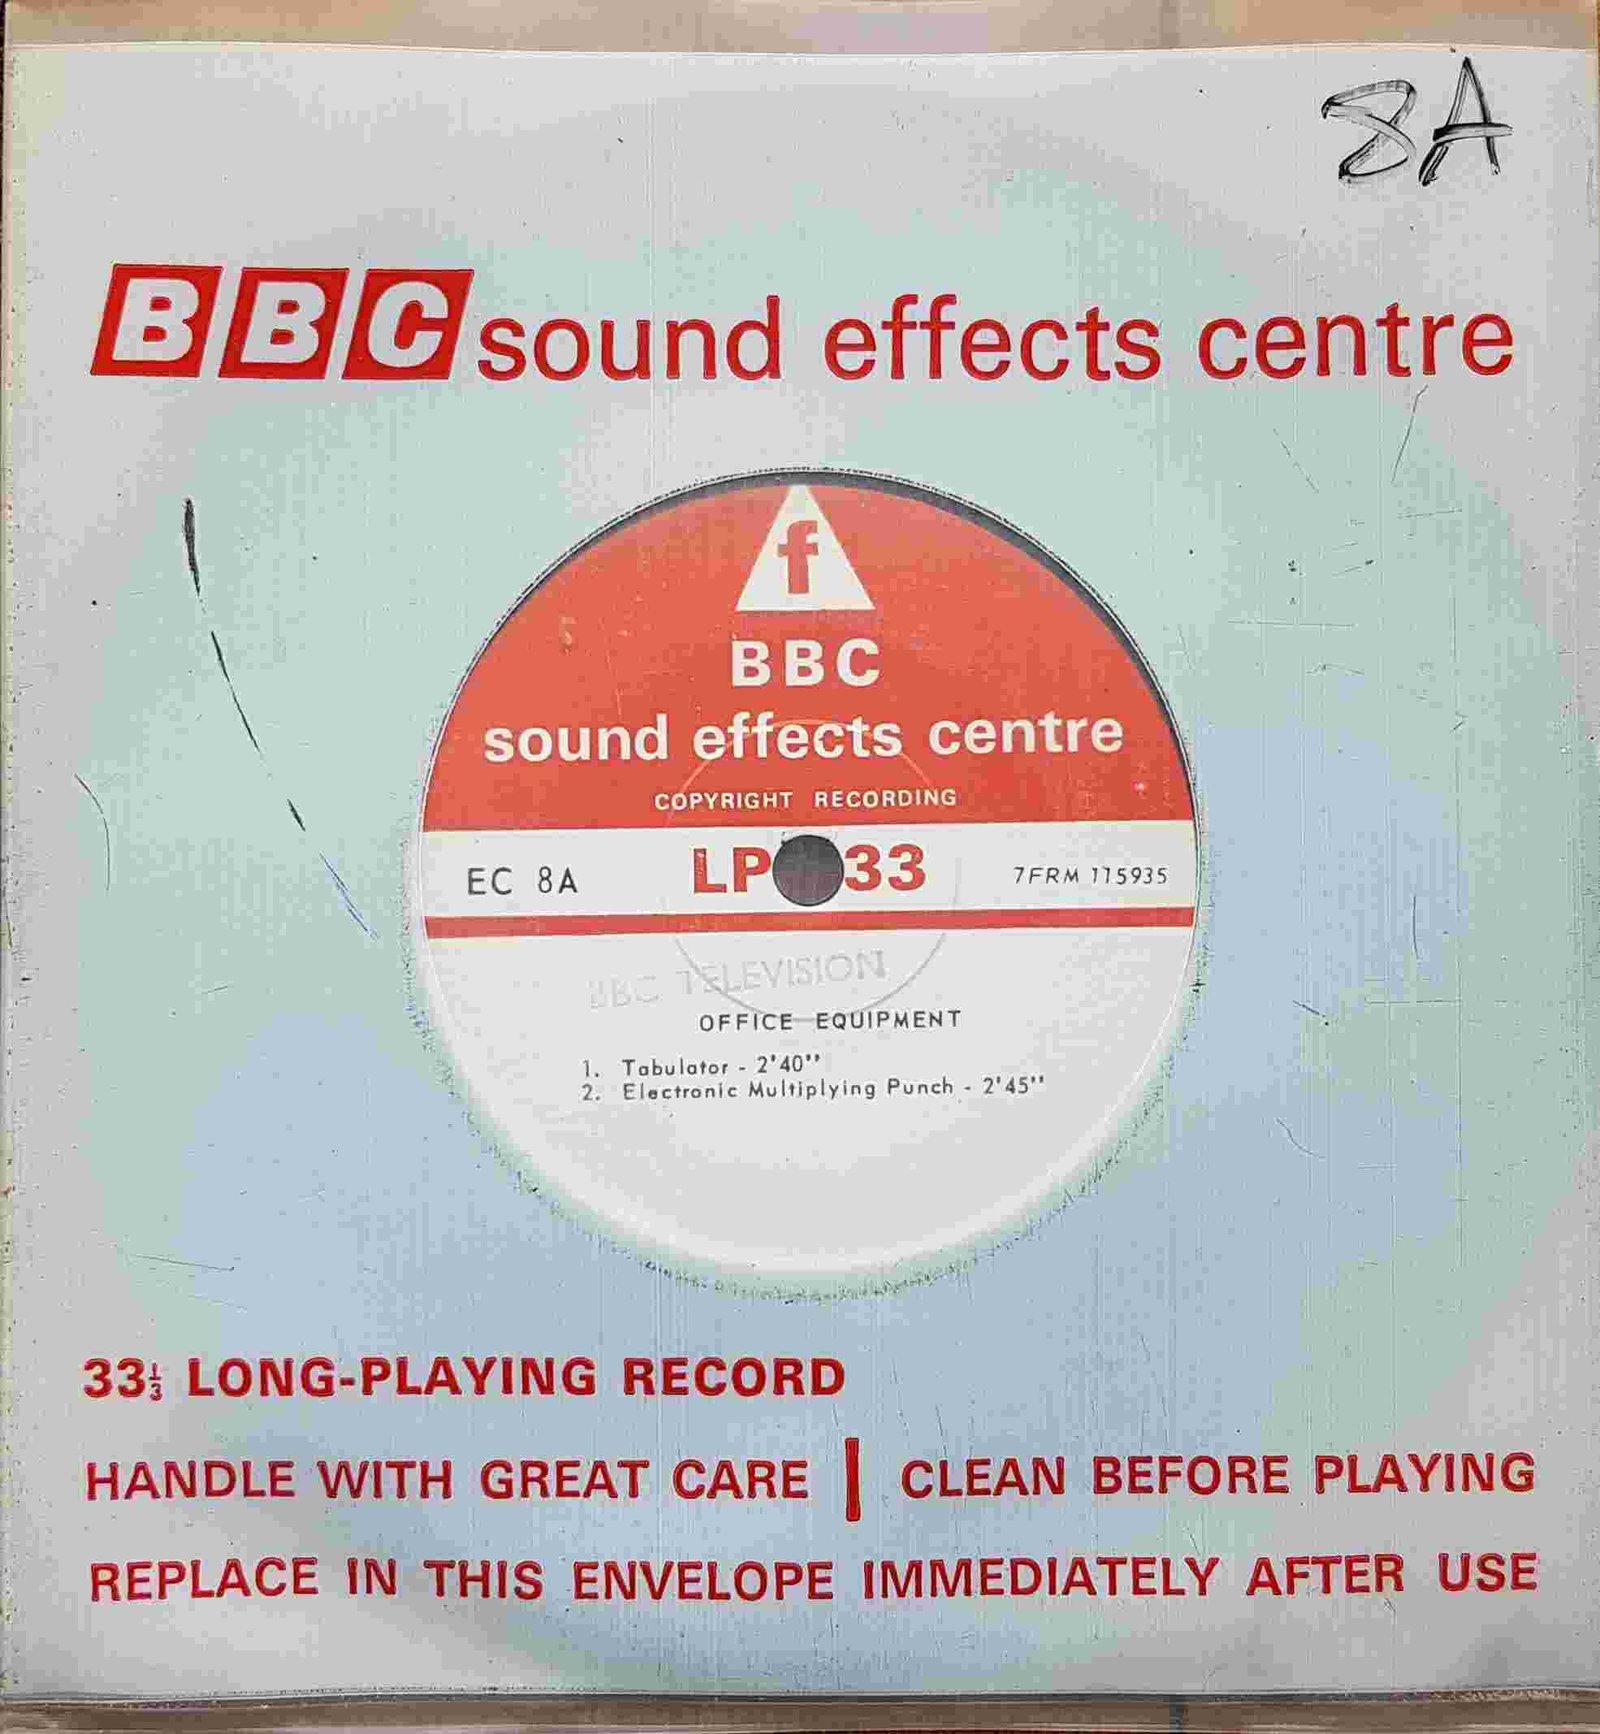 8A
BBC sound effects centre
f
BBC
sound effects centre
COPYRIGHT RECORDING
EC 8A LP 33 7FRM 115935
BBC TELEVISION
OFFICE EQUIPMENT
1. Tabulator - 2'40''
2. Electronic Multiplying Punch - 2'45''
33⅓ LONG-PLAYING RECORD
HANDLE WITH GREAT CARE | CLEAN BEFORE PLAYING
REPLACE IN THIS ENVELOPE IMMEDIATELY AFTER USE